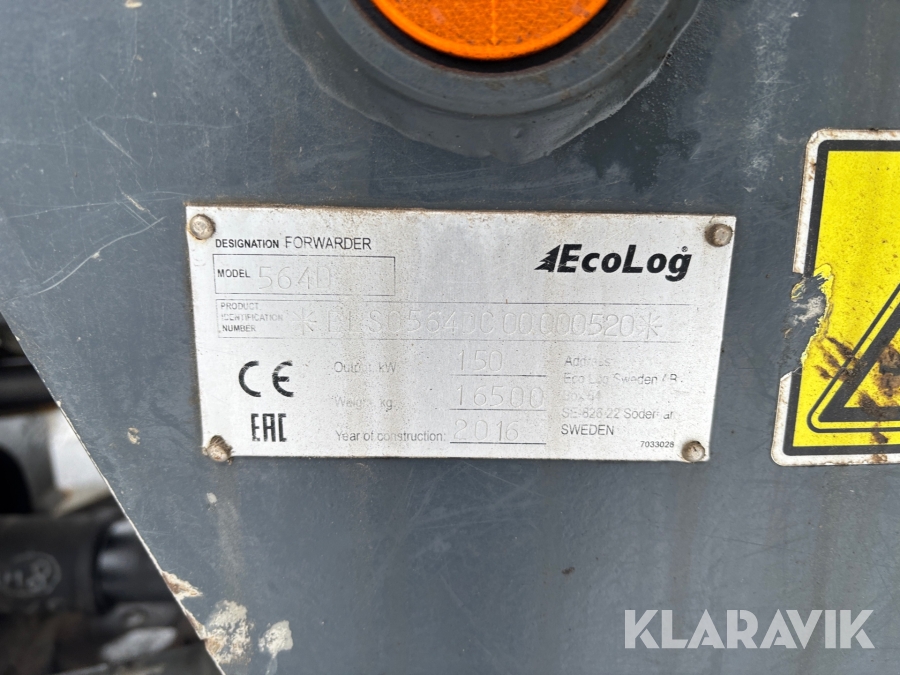 DESIGNATION FORWARDER
EcoLog
MODEL 564D
PRODUCT
IDENTIFICATION
NUMBER
CE
Output, kW 150
Weight, kg 16500
Year of construction: 2016
EAC
Address:
Eco Log Sweden AB
SE-826 22 Söderhamn
SWEDEN
7033028
KLARAVIK